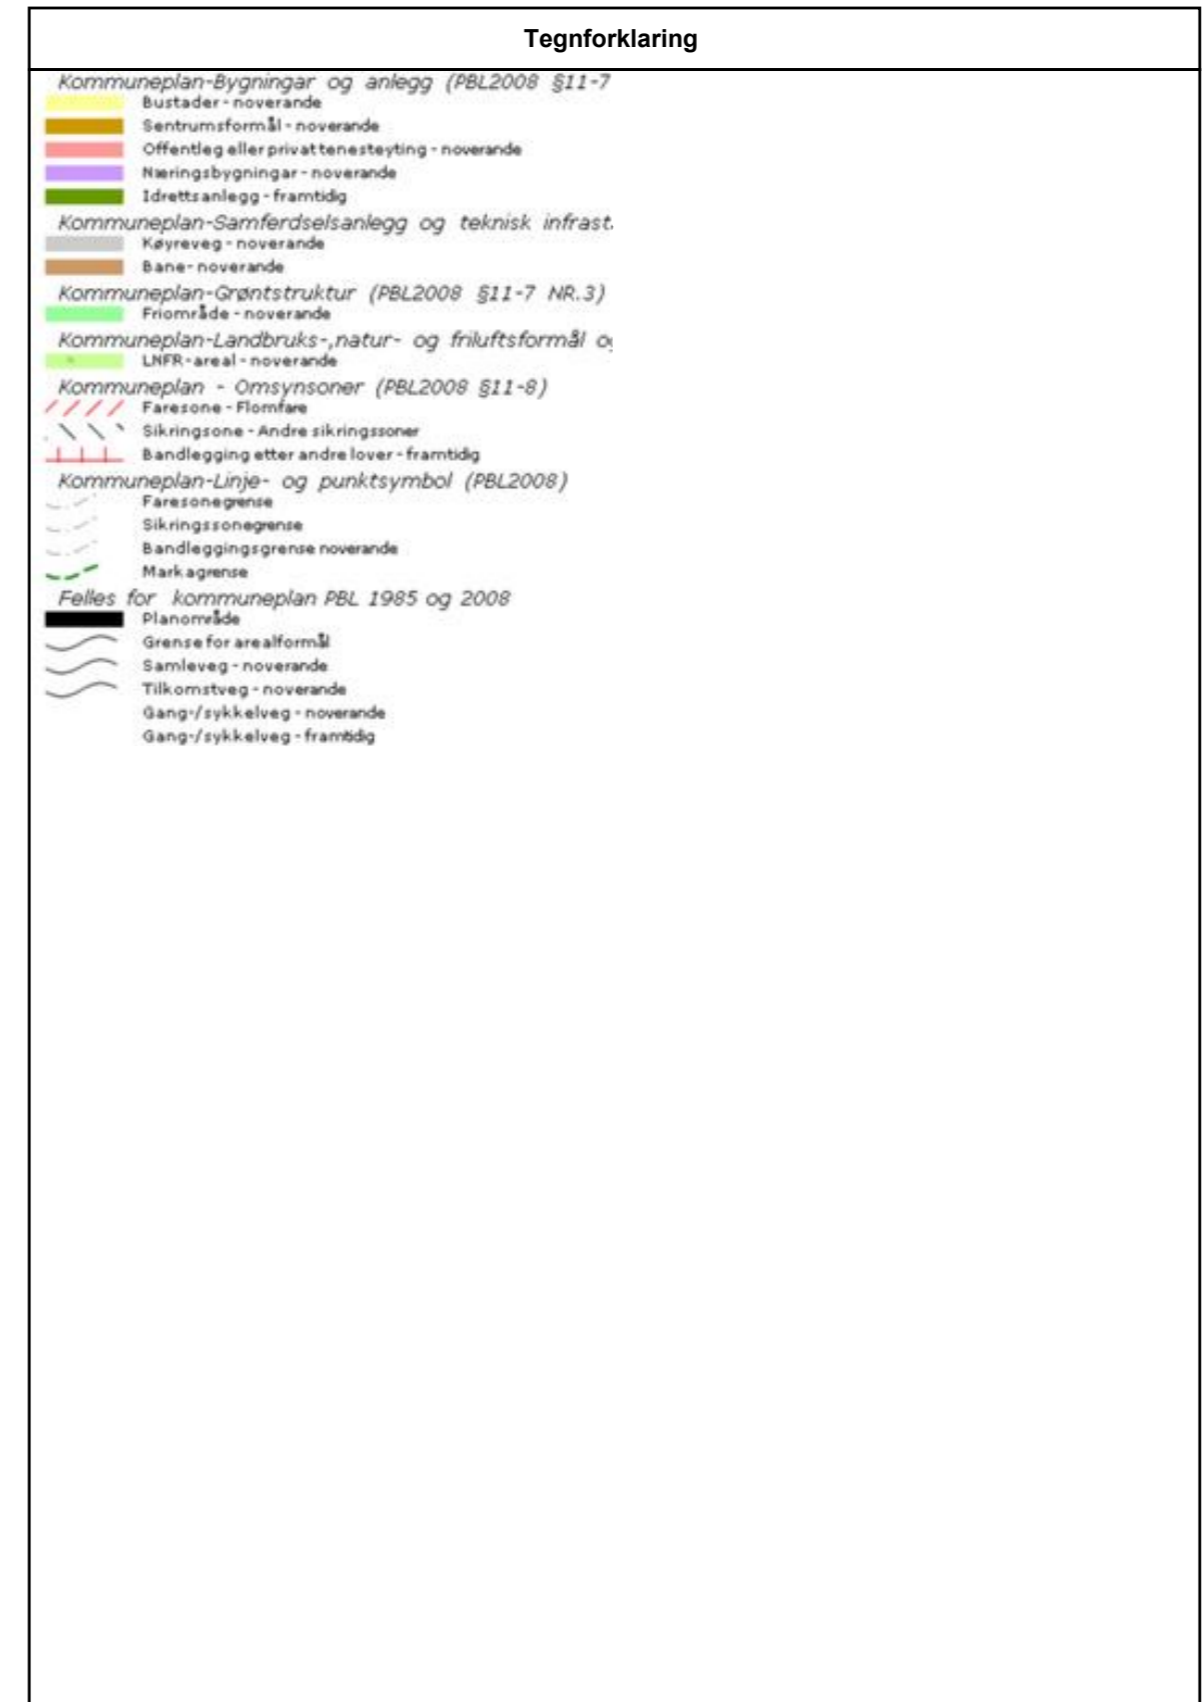 Tegnforklaring
Kommuneplan-Bygningar og anlegg (PBL2008 §11-7
Bustader - noverande
Sentrumsformål - noverande
Offentleg eller privat tenesteyting - noverande
Næringsbygningar - noverande
Idrettsanlegg - framtidig
Kommuneplan-Samferdselsanlegg og teknisk infrast.
Køyreveg - noverande
Bane - noverande
Kommuneplan-Grøntstruktur (PBL2008 §11-7 NR.3)
Friområde - noverande
Kommuneplan-Landbruks-,natur- og friluftsformål og
LNFR-areal - noverande
Kommuneplan - Omsynsoner (PBL2008 §11-8)
Faresone - Flomfare
Sikringsone - Andre sikringssoner
Bandlegging etter andre lover - framtidig
Kommuneplan-Linje- og punktsymbol (PBL2008)
Faresonegrense
Sikringssonegrense
Bandleggingsgrense noverande
Markagrense
Felles for kommuneplan PBL 1985 og 2008
Planområde
Grense for arealformål
Samleveg - noverande
Tilkomstveg - noverande
Gang-/sykkelveg - noverande
Gang-/sykkelveg - framtidig